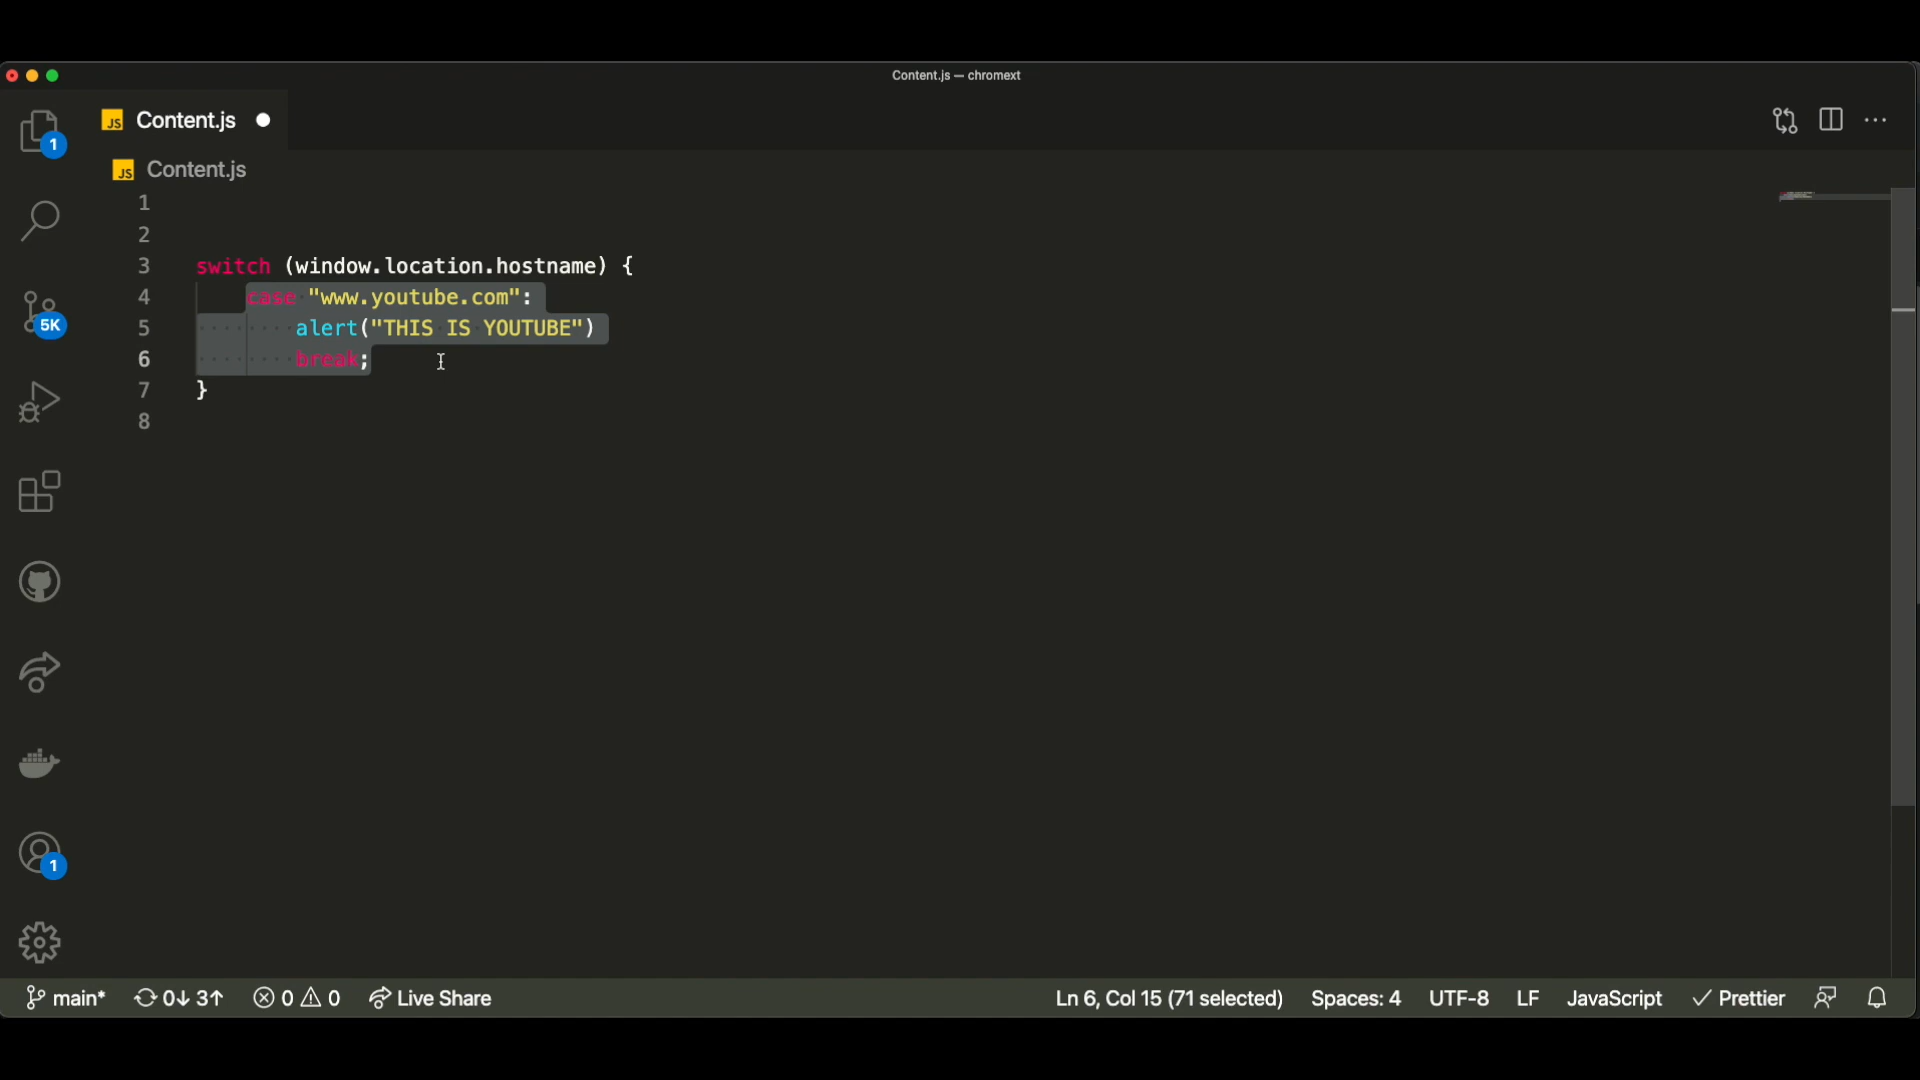 Content.js — chromext
JS Content.js
JS Content.js
1
2
3 switch (window.location.hostname) {
4 case "www.youtube.com":
5 alert("THIS IS YOUTUBE")
6 break;
7 }
8
1
5K
1
main* 0↓ 3↑ 0 0 Live Share Ln 6, Col 15 (71 selected) Spaces: 4 UTF-8 LF JavaScript Prettier